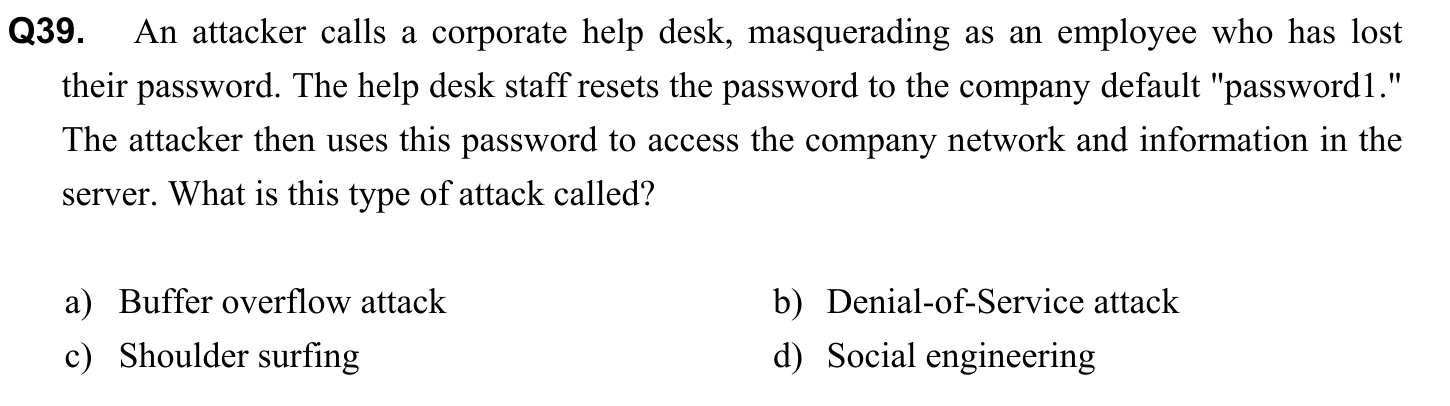 Q39. An attacker calls a corporate help desk, masquerading as an employee who has lost
their password. The help desk staff resets the password to the company default "password1."
The attacker then uses this password to access the company network and information in the
server. What is this type of attack called?
a) Buffer overflow attack b) Denial-of-Service attack
c) Shoulder surfing d) Social engineering